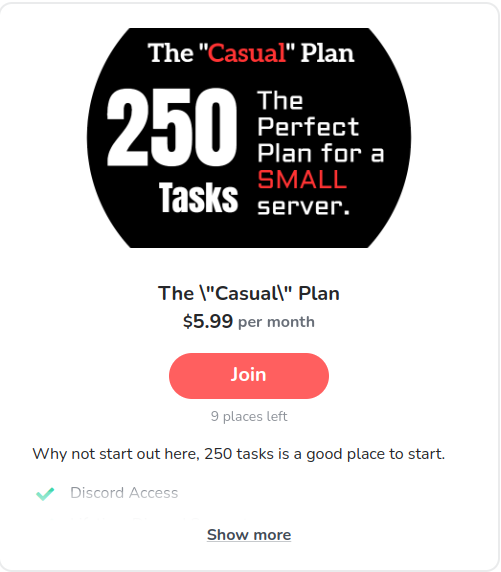 The "Casual" Plan
250
Tasks
The
Perfect
Plan for a
SMALL
server.
The \"Casual\" Plan
$5.99 per month
Join
9 places left
Why not start out here, 250 tasks is a good place to start.
Discord Access
Show more